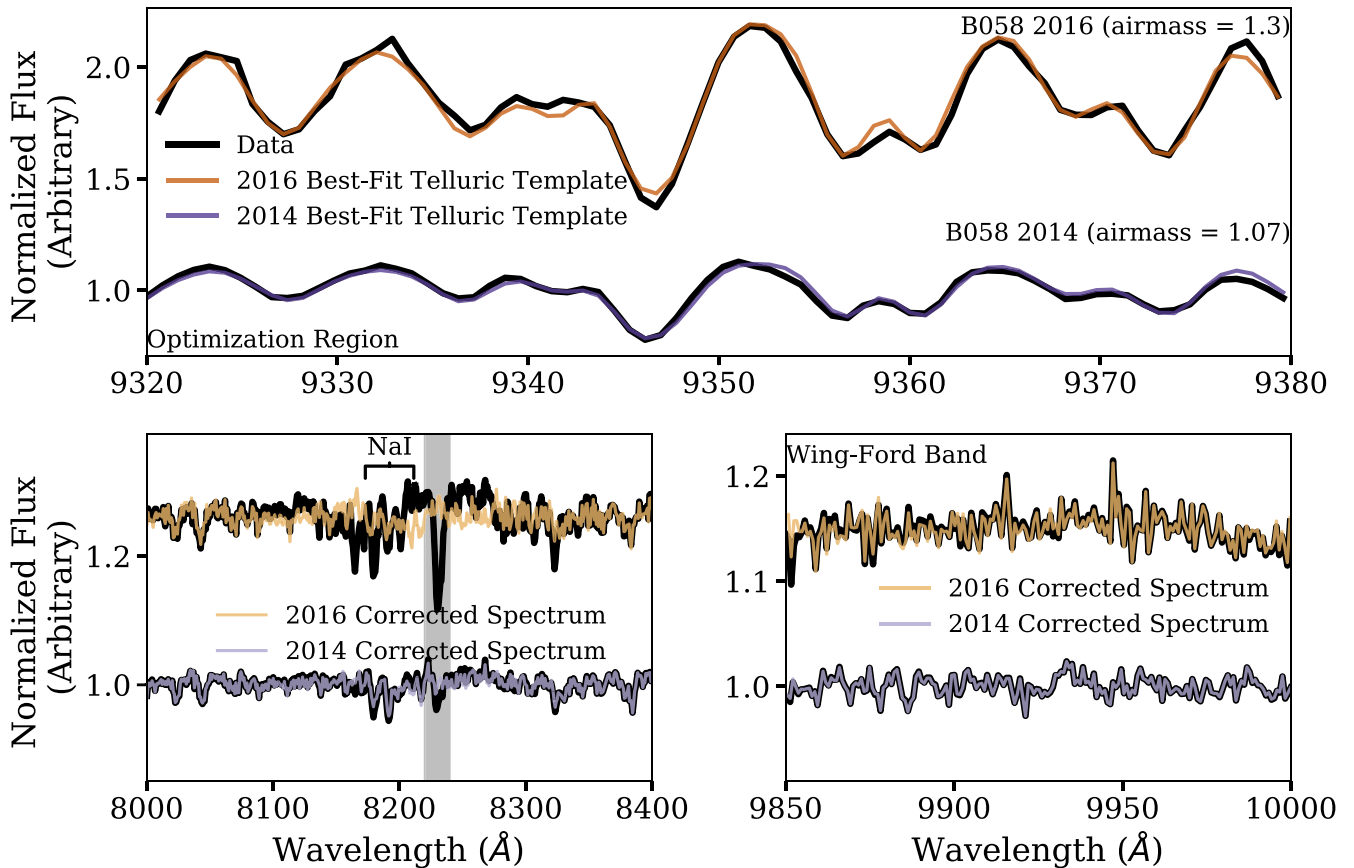 B058 2016 (airmass = 1.3)
Normalized Flux
(Arbitrary)
2.0
1.5
1.0
Data
2016 Best-Fit Telluric Template
2014 Best-Fit Telluric Template
B058 2014 (airmass = 1.07)
Optimization Region
9320 9330 9340 9350 9360 9370 9380
Normalized Flux
(Arbitrary)
NaI
1.2
1.0
2016 Corrected Spectrum
2014 Corrected Spectrum
8000 8100 8200 8300 8400
Wavelength (Å)
Wing-Ford Band
1.2
1.1
1.0
2016 Corrected Spectrum
2014 Corrected Spectrum
9850 9900 9950 10000
Wavelength (Å)